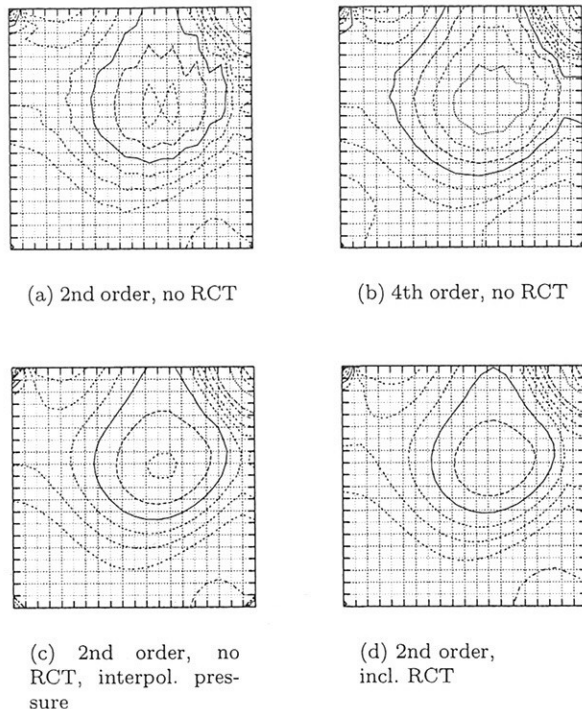 (a) 2nd order, no RCT
(b) 4th order, no RCT
(c) 2nd order, no
RCT, interpol. pres-
sure
(d) 2nd order,
incl. RCT